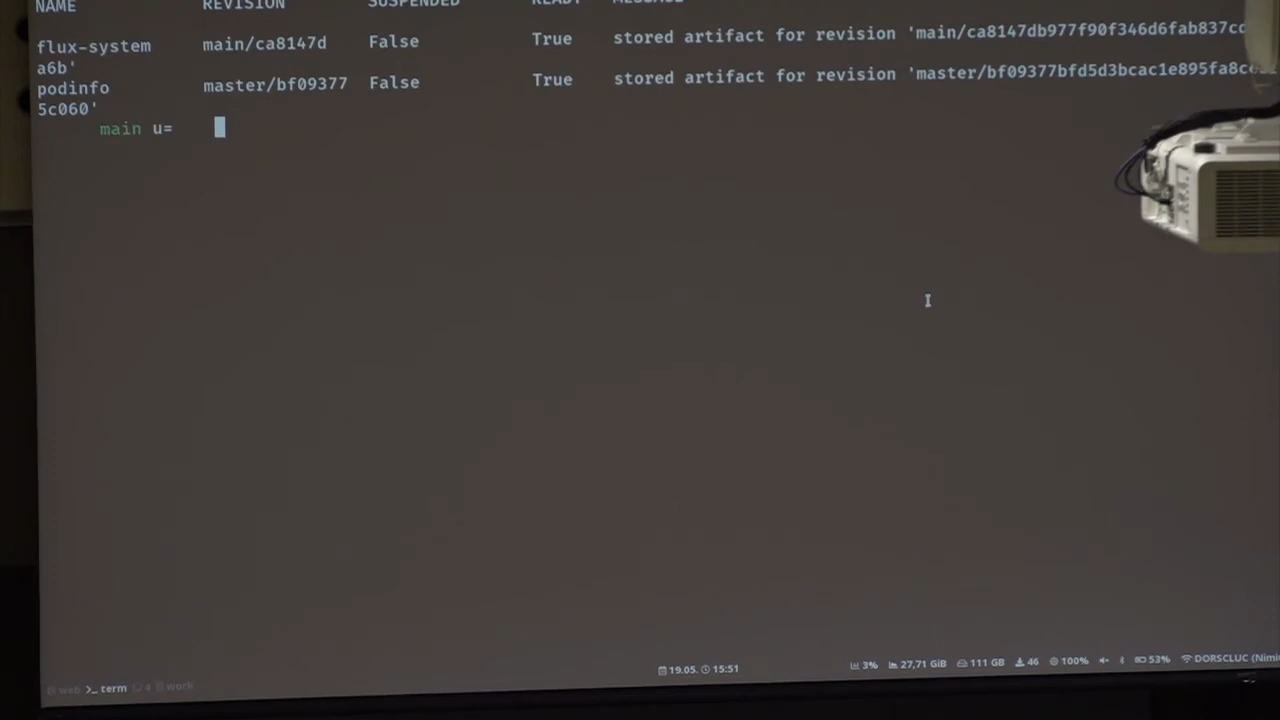 NAME REVISION SUSPENDED READY MESSAGE
flux-system main/ca8147d False True stored artifact for revision 'main/ca8147db977f90f346d6fab837cc
a6b'
podinfo master/bf09377 False True stored artifact for revision 'master/bf09377bfd5d3bcac1e895fa8c
5c060'
main u=
web >_ term 4 work 19.05. 15:51 3% 27,71 GiB 111 GB 46 100% 53% DORSCLUC